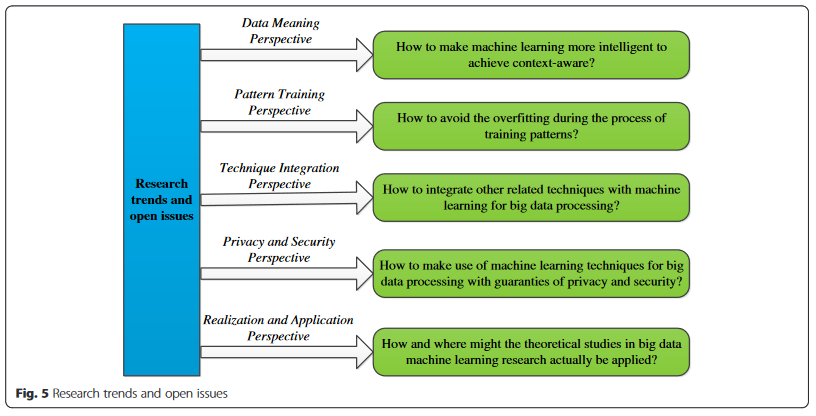 Data Meaning
Perspective
How to make machine learning more intelligent to
achieve context-aware?
Pattern Training
Perspective
How to avoid the overfitting during the process of
training patterns?
Research
trends and
open issues
Technique Integration
Perspective
How to integrate other related techniques with machine
learning for big data processing?
Privacy and Security
Perspective
How to make use of machine learning techniques for big
data processing with guaranties of privacy and security?
Realization and Application
Perspective
How and where might the theoretical studies in big data
machine learning research actually be applied?
Fig. 5 Research trends and open issues